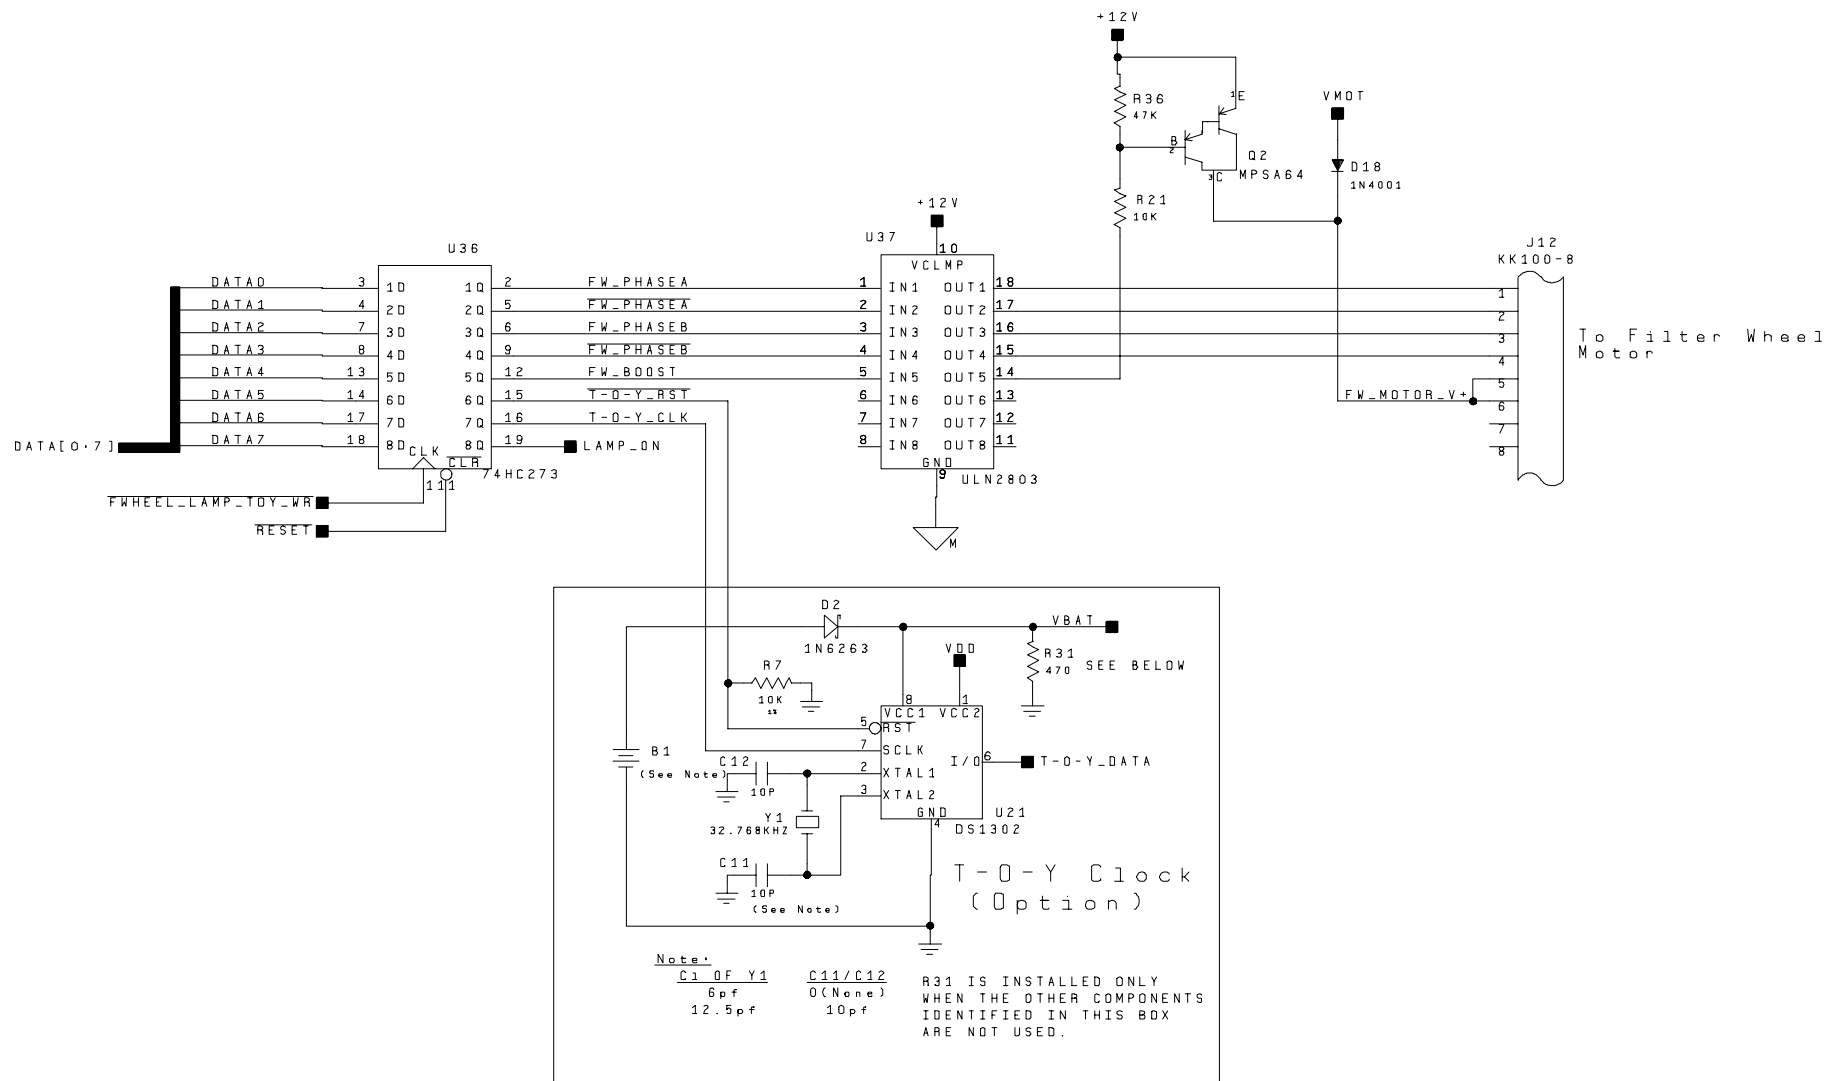 +12V
R36
47K
1 E
B
2
Q2
MPSA64
3 C
VMOT
D18
1N4001
R21
10K
+12V
U37
10
VCLMP
J12
KK100-8
U36
DATA0 3 1D 1Q 2 FW_PHASEA 1 IN1 OUT1 18 1
DATA1 4 2D 2Q 5 FW_PHASEA 2 IN2 OUT2 17 2
DATA2 7 3D 3Q 6 FW_PHASEB 3 IN3 OUT3 16 3
DATA3 8 4D 4Q 9 FW_PHASEB 4 IN4 OUT4 15 4
DATA4 13 5D 5Q 12 FW_BOOST 5 IN5 OUT5 14 5
DATA5 14 6D 6Q 15 T-O-Y_RST 6 IN6 OUT6 13 FW_MOTOR_V+ 6
DATA6 17 7D 7Q 16 T-O-Y_CLK 7 IN7 OUT7 12 7
DATA7 18 8D 8Q 19 LAMP_ON 8 IN8 OUT8 11 8
DATA[0·7]
To Filter Wheel
Motor
CLK
CLR
11 1
74HC273
GND
9
ULN2803
M
FWHEEL_LAMP_TOY_WR
RESET
D2
1N6263
VBAT
VDD
R31
470
SEE BELOW
R7
10K
1%
8 1
VCC1 VCC2
5 RST
7 SCLK
I/O 6 T-O-Y_DATA
2 XTAL1
3 XTAL2
GND
4
U21
DS1302
B1
(See Note)
C12
10P
Y1
32.768KHZ
C11
10P
(See Note)
T-O-Y Clock
(Option)
Note·
C1 OF Y1 C11/C12
6pf 0(None)
12.5pf 10pf
R31 IS INSTALLED ONLY
WHEN THE OTHER COMPONENTS
IDENTIFIED IN THIS BOX
ARE NOT USED.